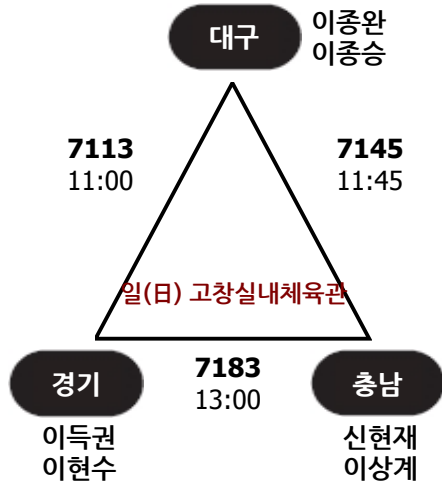 대구
이종완
이종승
7113
11:00
7145
11:45
일(日) 고창실내체육관
경기
7183
13:00
충남
이득권
이현수
신현재
이상계